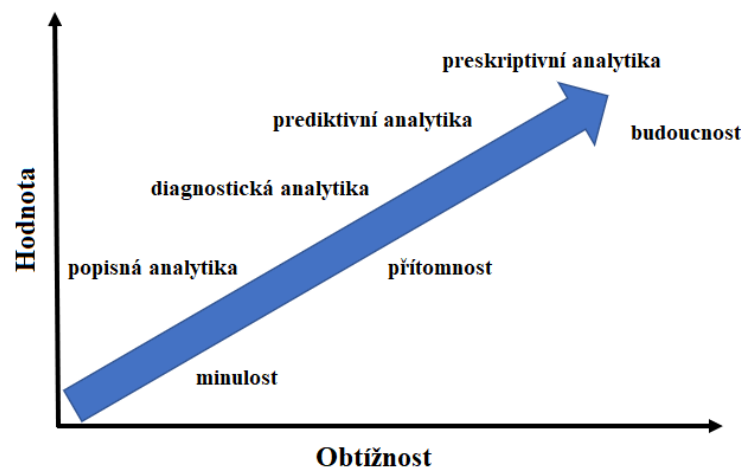 preskriptivní analytika
prediktivní analytika
budoucnost
diagnostická analytika
Hodnota
popisná analytika
přítomnost
minulost
Obtížnost